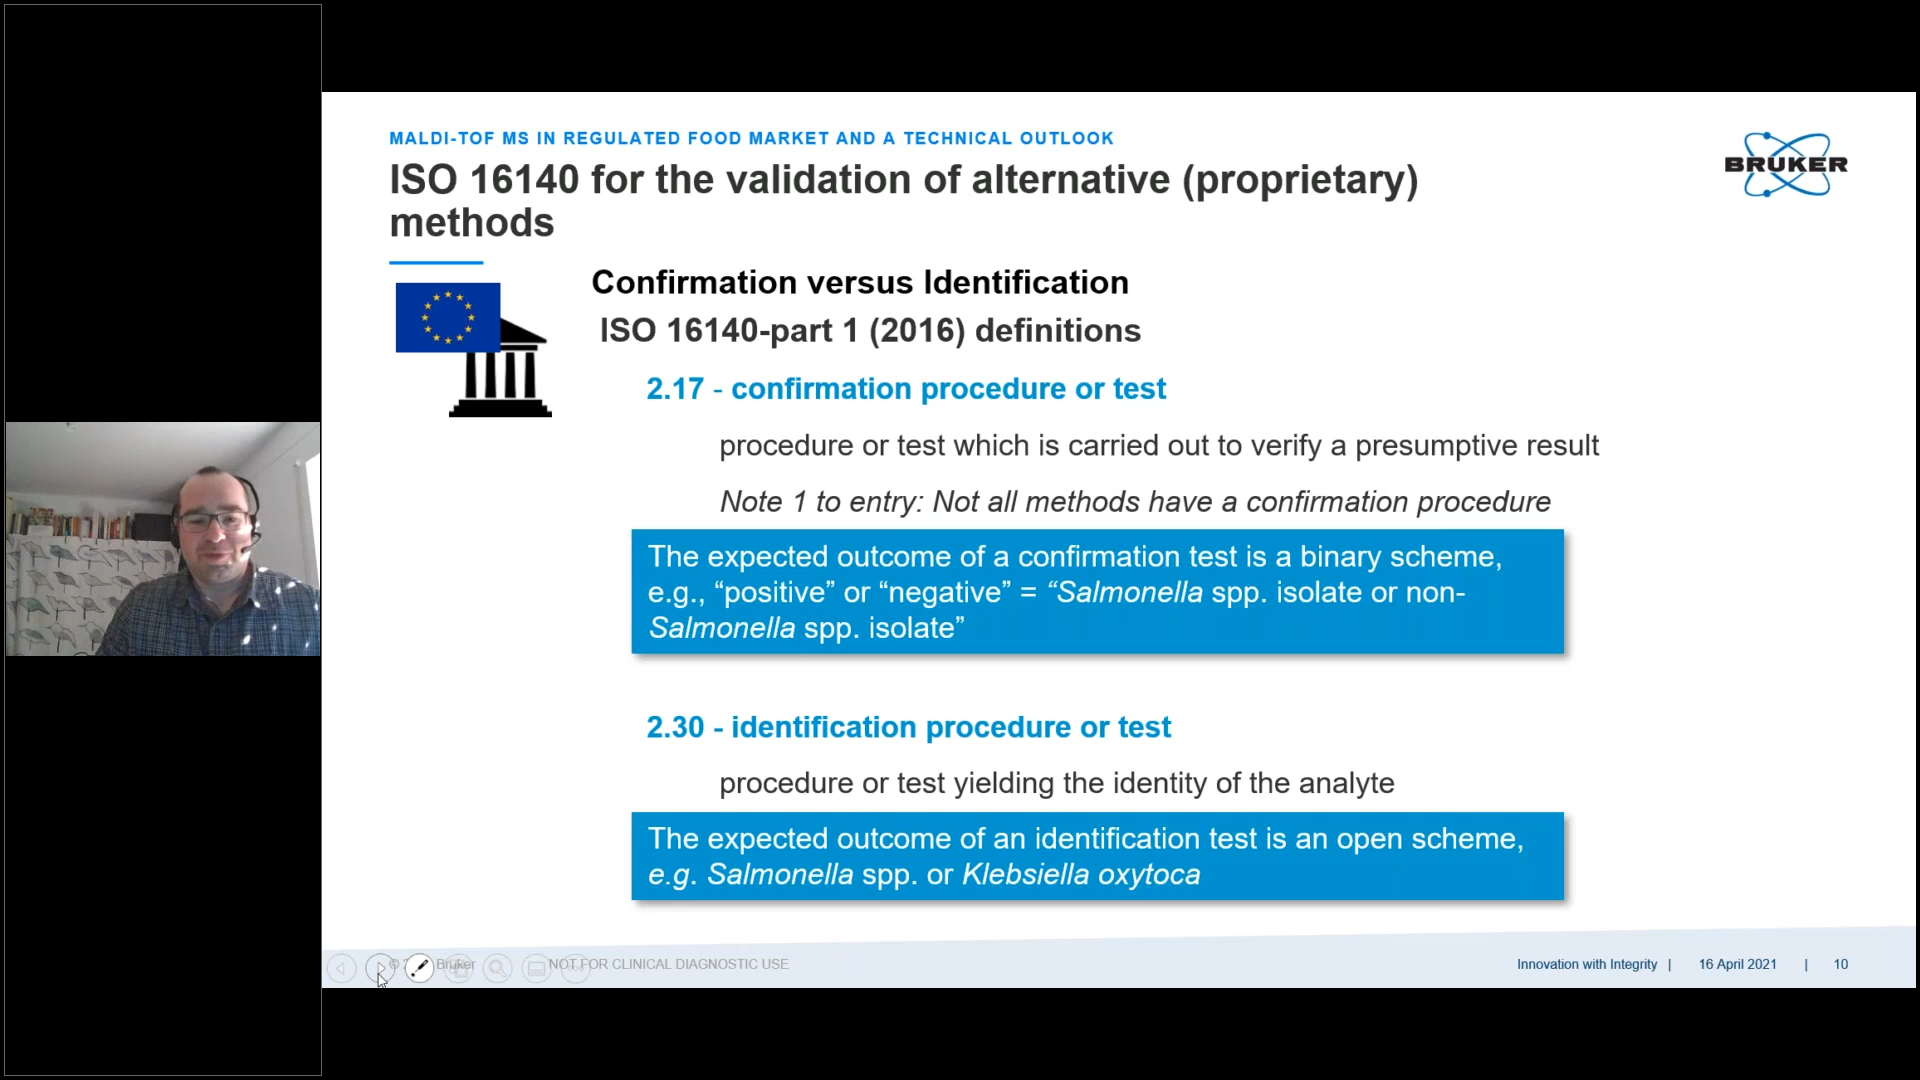 MALDI-TOF MS IN REGULATED FOOD MARKET AND A TECHNICAL OUTLOOK
ISO 16140 for the validation of alternative (proprietary)
methods
BRUKER
Confirmation versus Identification
ISO 16140-part 1 (2016) definitions
2.17 - confirmation procedure or test
procedure or test which is carried out to verify a presumptive result
Note 1 to entry: Not all methods have a confirmation procedure
The expected outcome of a confirmation test is a binary scheme,
e.g., “positive” or “negative” = “Salmonella spp. isolate or non-
Salmonella spp. isolate”
2.30 - identification procedure or test
procedure or test yielding the identity of the analyte
The expected outcome of an identification test is an open scheme,
e.g. Salmonella spp. or Klebsiella oxytoca
© Bruker NOT FOR CLINICAL DIAGNOSTIC USE
Innovation with Integrity | 16 April 2021 | 10